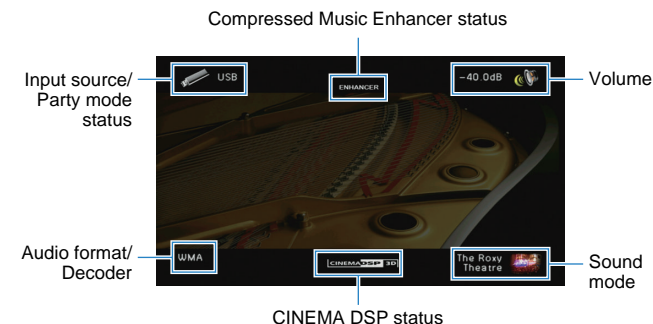 Compressed Music Enhancer status
Input source/
Party mode
status
USB
ENHANCER
-40.0dB
Volume
Audio format/
Decoder
WMA
CINEMA DSP 3D
The Roxy
Theatre
Sound
mode
CINEMA DSP status